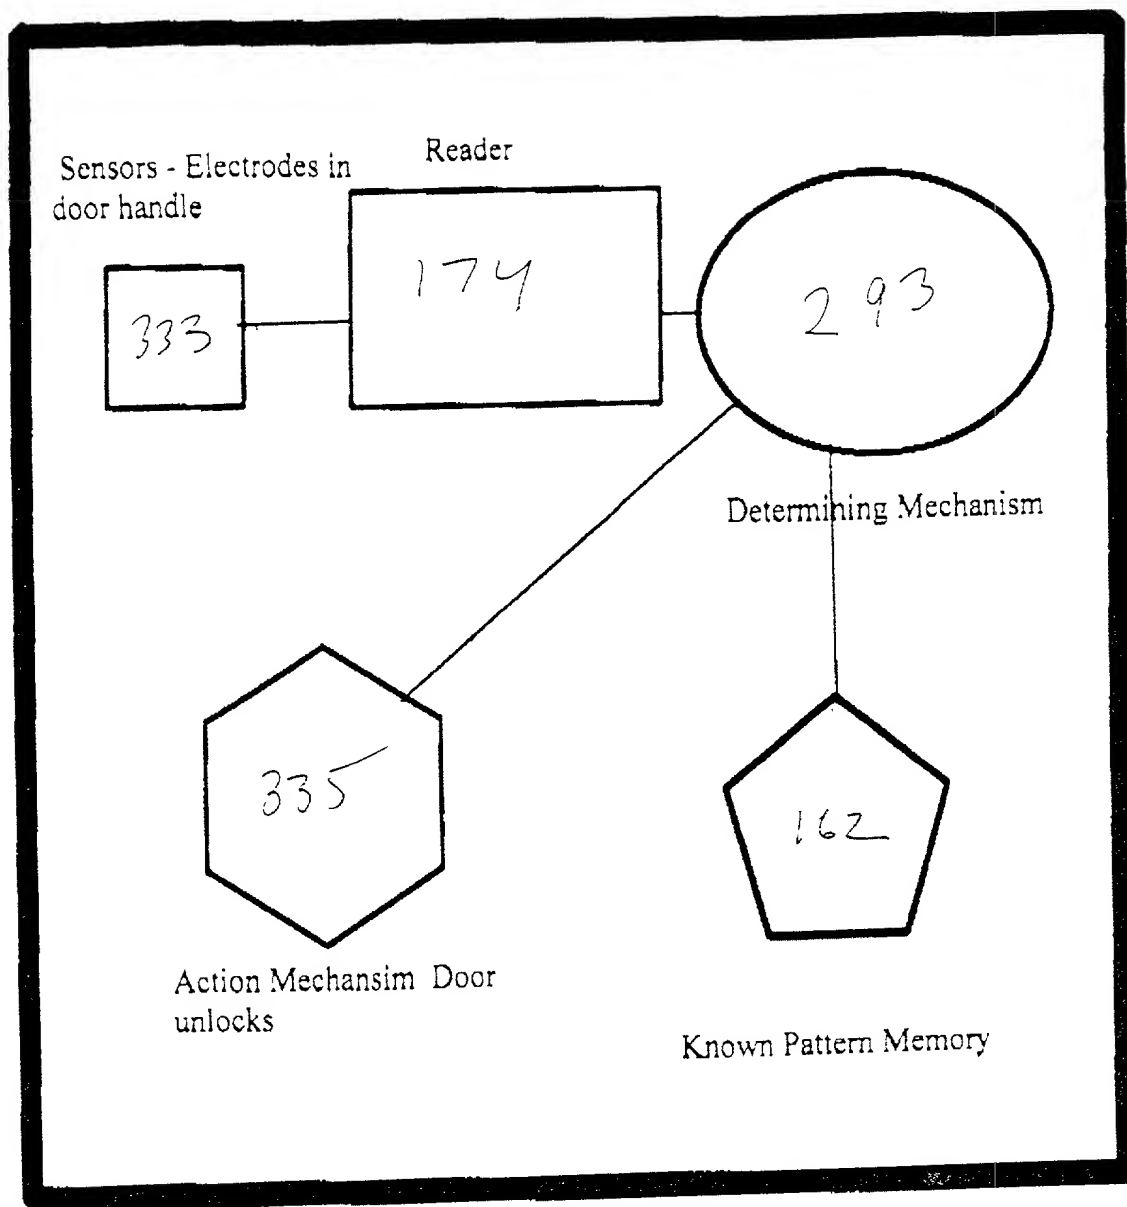 Sensors - Electrodes in
door handle
Reader
333
174
293
Determining Mechanism
335
162
Action Mechansim Door
unlocks
Known Pattern Memory